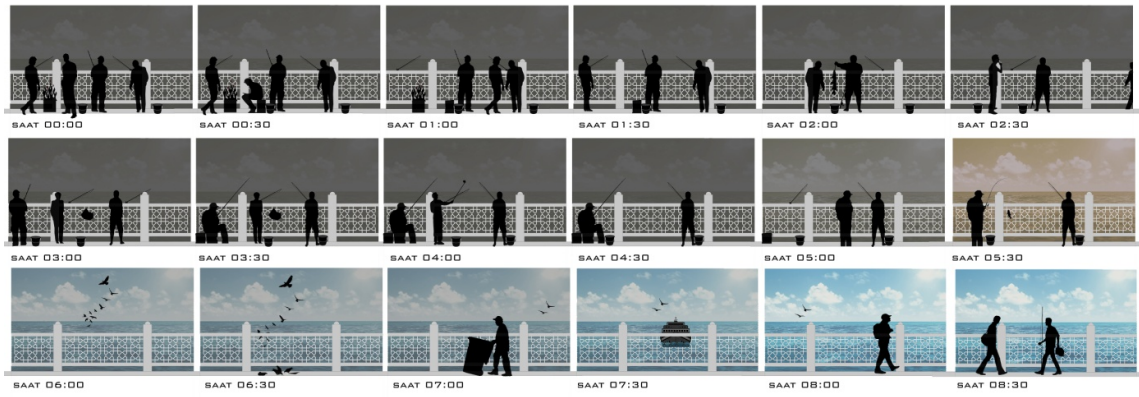 SAAT 00:00
SAAT 00:30
SAAT 01:00
SAAT 01:30
SAAT 02:00
SAAT 02:30
SAAT 03:00
SAAT 03:30
SAAT 04:00
SAAT 04:30
SAAT 05:00
SAAT 05:30
SAAT 06:00
SAAT 06:30
SAAT 07:00
SAAT 07:30
SAAT 08:00
SAAT 08:30